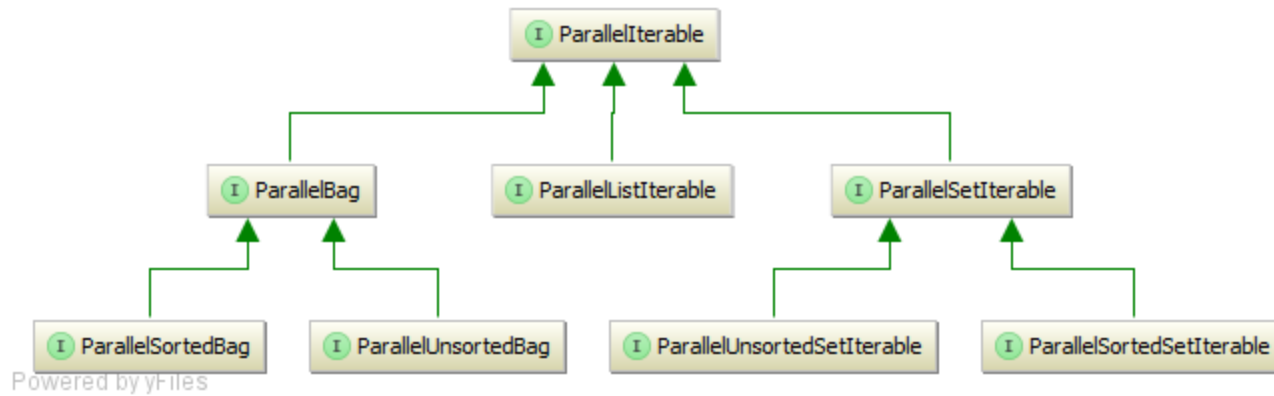 I ParallelIterable
I ParallelBag
I ParallelListIterable
I ParallelSetIterable
I ParallelSortedBag
I ParallelUnsortedBag
I ParallelUnsortedSetIterable
I ParallelSortedSetIterable
Powered by yFiles